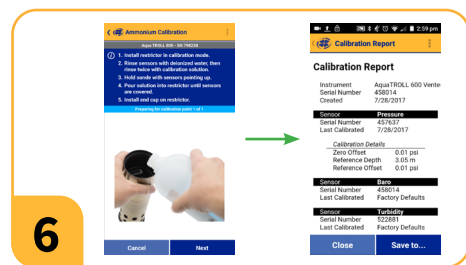 Ammonium Calibration
Aqua TROLL 600 - SN 798230
1. Install restrictor in calibration mode.
2. Rinse sensors with deionized water, then
rinse twice with calibration solution.
3. Hold sonde with sensors pointing up.
4. Pour solution into restrictor until sensors
are covered.
5. Install end cap on restrictor.
Preparing for calibration point 1 of 1
Cancel
Next
2:59 pm
Calibration Report
Calibration Report
Instrument AquaTROLL 600 Vente
Serial Number 458014
Created 7/28/2017
Sensor Pressure
Serial Number 457637
Last Calibrated 7/28/2017
Calibration Details
Zero Offset 0.01 psi
Reference Depth 3.05 m
Reference Offset 0.01 psi
Sensor Baro
Serial Number 458014
Last Calibrated Factory Defaults
Sensor Turbidity
Serial Number 522881
Last Calibrated Factory Defaults
Close
Save to...
6